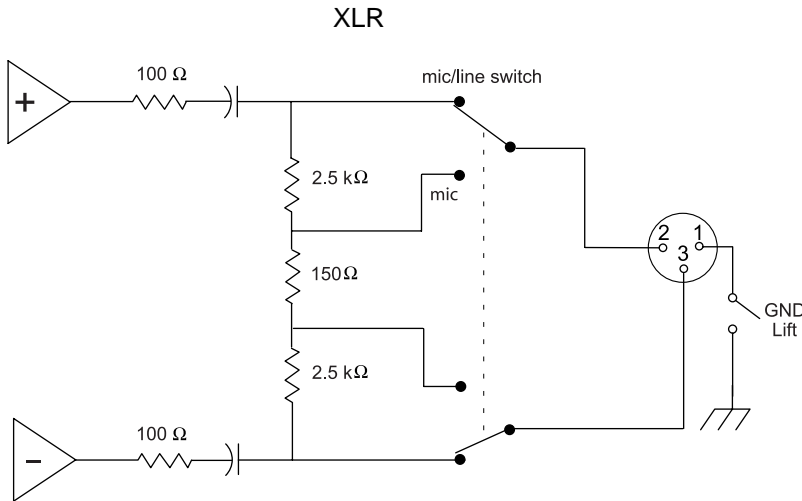 XLR
100 Ω
mic/line switch
+
2.5 kΩ
mic
2 1
3
150Ω
GND
Lift
2.5 kΩ
100 Ω
-